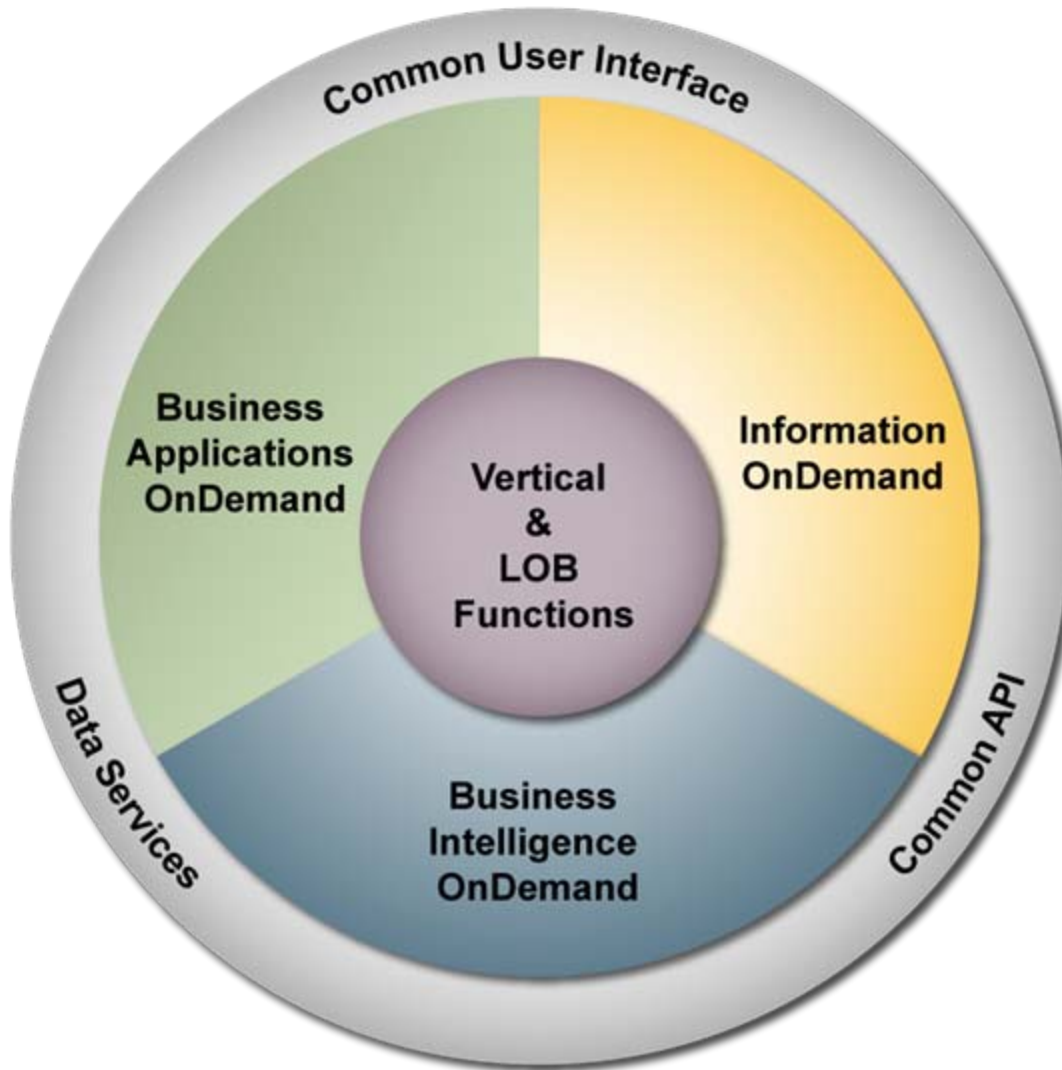 Common User Interface
Business
Applications
OnDemand
Information
OnDemand
Vertical
&
LOB
Functions
Business
Intelligence
OnDemand
Data Services
Common API